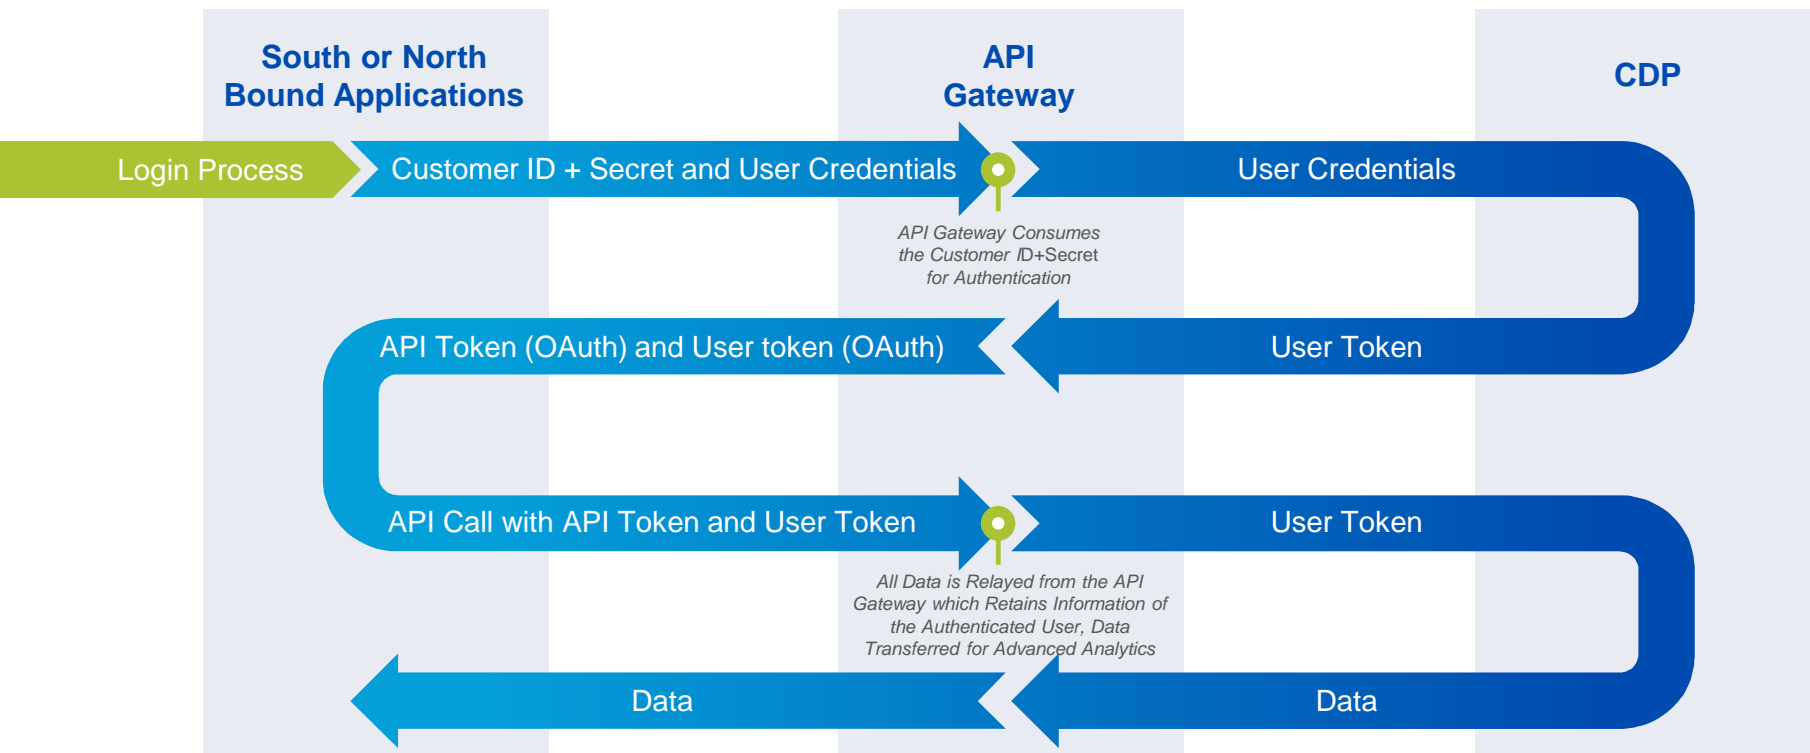 South or North
Bound Applications
API
Gateway
CDP
Login Process
Customer ID + Secret and User Credentials
User Credentials
API Gateway Consumes
the Customer ID+Secret
for Authentication
API Token (OAuth) and User token (OAuth)
User Token
API Call with API Token and User Token
User Token
All Data is Relayed from the API
Gateway which Retains Information of
the Authenticated User, Data
Transferred for Advanced Analytics
Data
Data